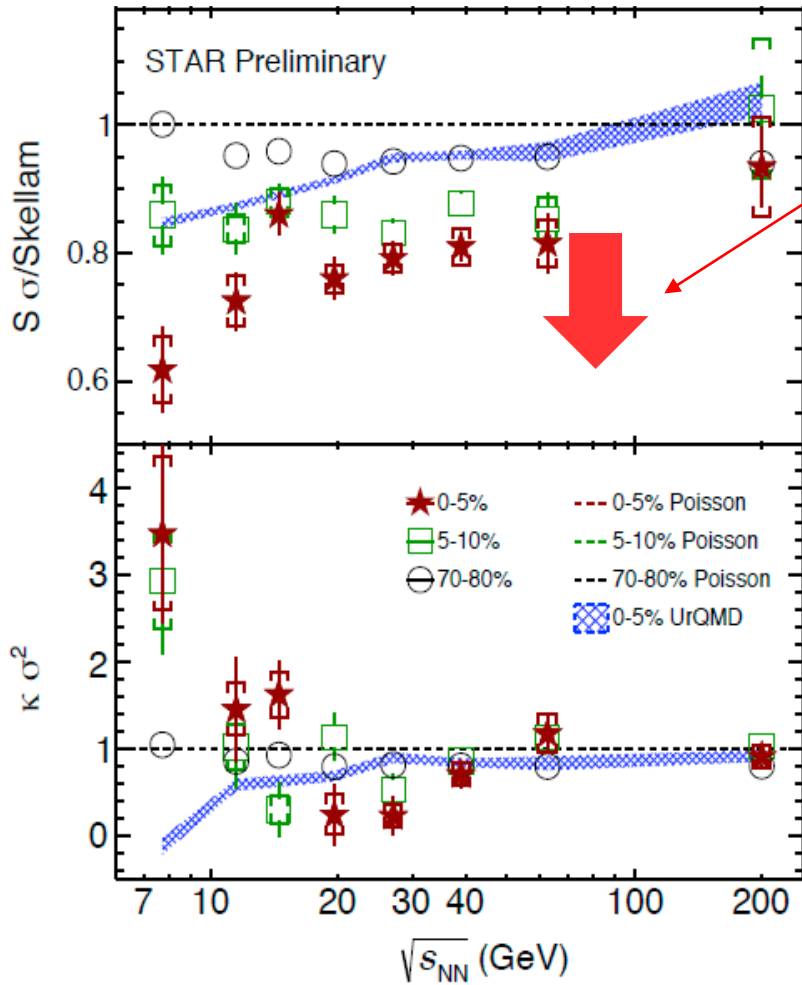 STAR Preliminary
S σ/Skellam
1
0.8
0.6
κ σ²
4
3
2
1
0
0-5%
0-5% Poisson
5-10%
5-10% Poisson
70-80%
70-80% Poisson
0-5% UrQMD
7
10
20
30
40
100
200
√s_NN (GeV)